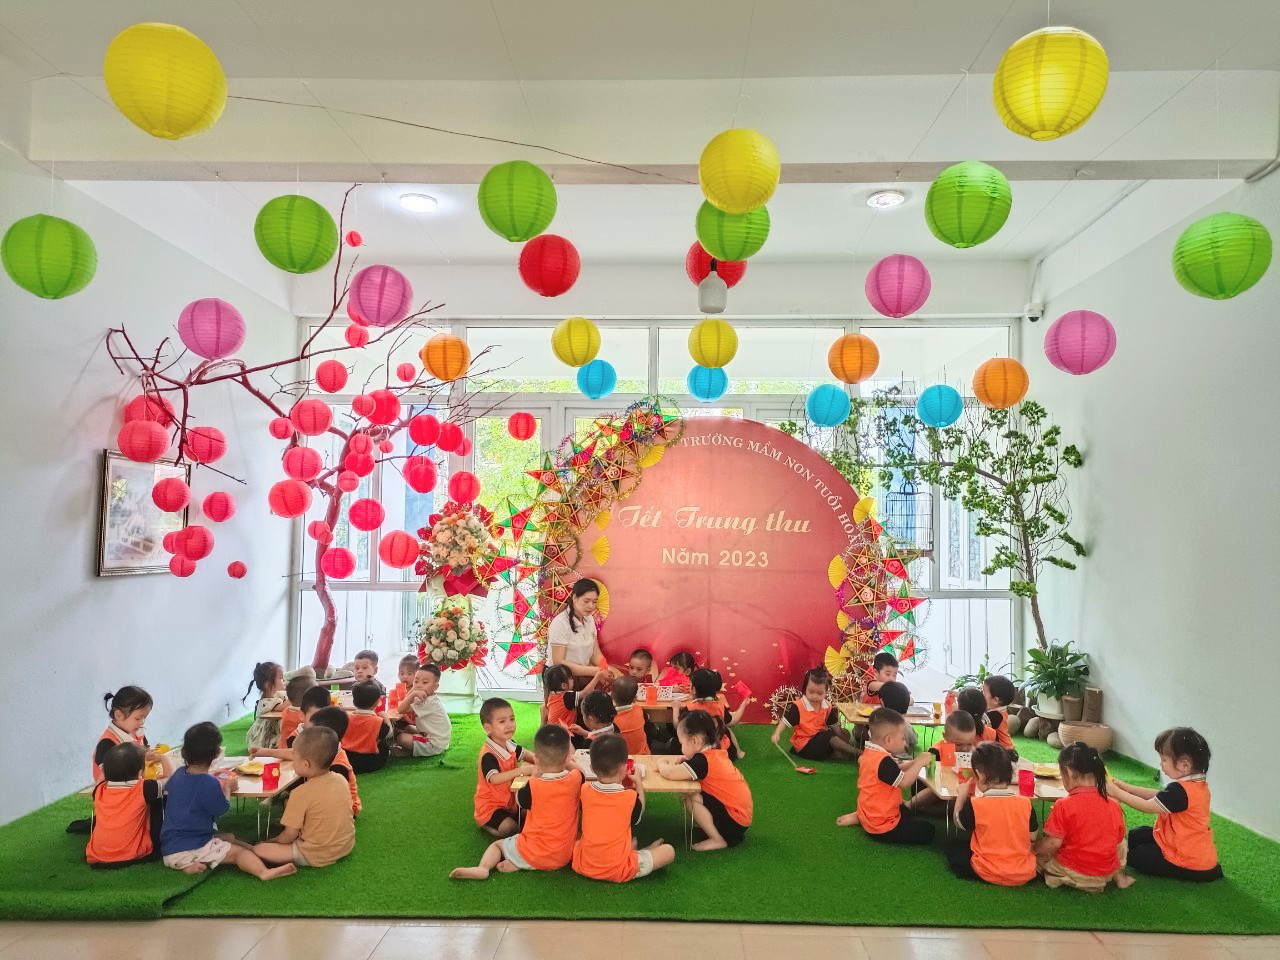 TRƯỜNG MẦM NON TUỔI HOA
Tết Trung thu
Năm 2023